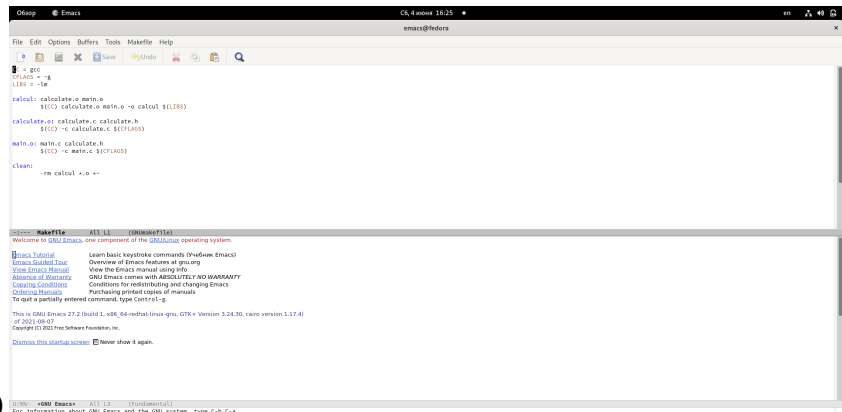 Обзор Emacs Сб, 4 июня 16:25 en
emacs@fedora
File Edit Options Buffers Tools Makefile Help
Save Undo
CC = gcc
CFLAGS = -g
LIBS = -lm
calcul: calculate.o main.o
$(CC) calculate.o main.o -o calcul $(LIBS)
calculate.o: calculate.c calculate.h
$(CC) -c calculate.c $(CFLAGS)
main.o: main.c calculate.h
$(CC) -c main.c $(CFLAGS)
clean:
-rm calcul *.o *~
-:--- Makefile All L1 (GNUmakefile)
Welcome to GNU Emacs, one component of the GNU/Linux operating system.
Emacs Tutorial Learn basic keystroke commands (Учебник Emacs)
Emacs Guided Tour Overview of Emacs features at gnu.org
View Emacs Manual View the Emacs manual using Info
Absence of Warranty GNU Emacs comes with ABSOLUTELY NO WARRANTY
Copying Conditions Conditions for redistributing and changing Emacs
Ordering Manuals Purchasing printed copies of manuals
To quit a partially entered command, type Control-g.
This is GNU Emacs 27.2 (build 1, x86_64-redhat-linux-gnu, GTK+ Version 3.24.30, cairo version 1.17.4)
of 2021-08-07
Copyright (C) 2021 Free Software Foundation, Inc.
Dismiss this startup screen Never show it again.
U:%%- *GNU Emacs* All L3 (Fundamental)
For information about GNU Emacs and the GNU system, type C-h C-a.